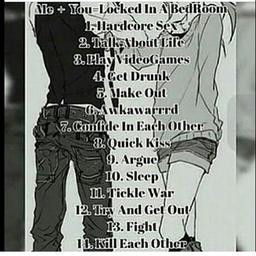 Me + You=Locked In A BedRoom
1. Hardcore Sex
2. Talk About Life
3. Play VideoGames
4. Get Drunk
5. Make Out
6. Awkawarrrd
7. Confide In Each Other
8. Quick Kiss
9. Argue
10. Sleep
11. Tickle War
12. Try And Get Out
13. Fight
14. Kill Each Other